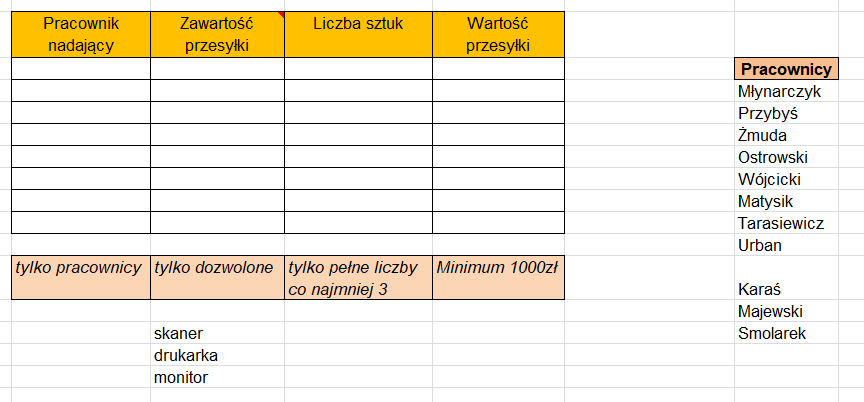 Pracownik nadający
Zawartość przesyłki
Liczba sztuk
Wartość przesyłki
Pracownicy
Młynarczyk
Przybyś
Żmuda
Ostrowski
Wójcicki
Matysik
Tarasiewicz
Urban
tylko pracownicy
tylko dozwolone
tylko pełne liczby
co najmniej 3
Minimum 1000zł
Karaś
Majewski
Smolarek
skaner
drukarka
monitor